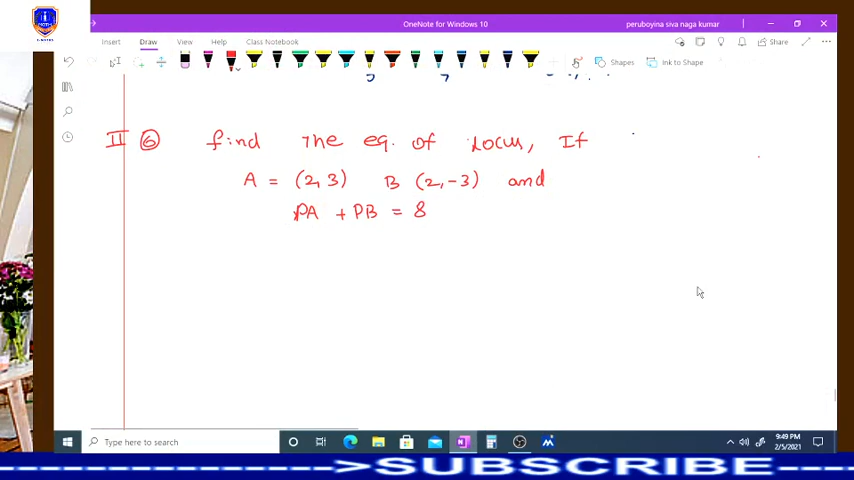 OneNote for Windows 10
peruboyina siva naga kumar
Insert Draw View Help Class Notebook
Share
Shapes
Ink to Shape
II 6 find The eq. of Locus, If
A = (2, 3) B (2, -3) and
PA + PB = 8
Type here to search
9:49 PM
2/5/2021
---------------->SUBSCRIBE----------------